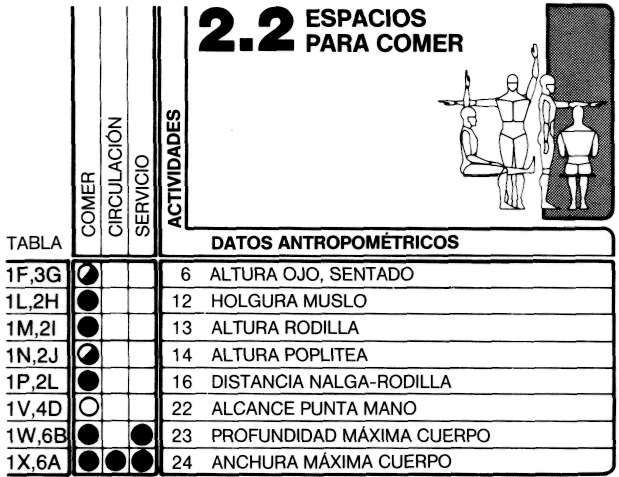 2.2 ESPACIOS
PARA COMER
COMER
CIRCULACIÓN
SERVICIO
ACTIVIDADES
TABLA DATOS ANTROPOMÉTRICOS
1F,3G 6 ALTURA OJO, SENTADO
1L,2H 12 HOLGURA MUSLO
1M,2I 13 ALTURA RODILLA
1N,2J 14 ALTURA POPLITEA
1P,2L 16 DISTANCIA NALGA-RODILLA
1V,4D 22 ALCANCE PUNTA MANO
1W,6B 23 PROFUNDIDAD MÁXIMA CUERPO
1X,6A 24 ANCHURA MÁXIMA CUERPO